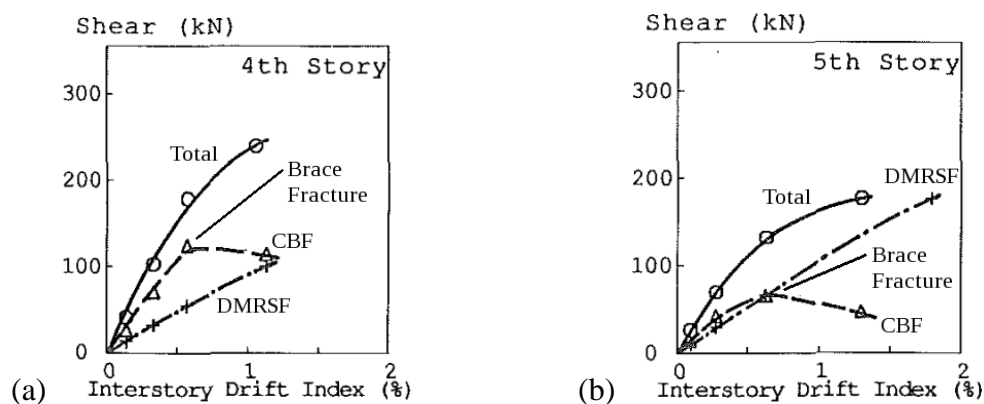 Shear (kN)
4th Story
300
200
100
0
Total
Brace
Fracture
CBF
DMRSF
0 1 2
(a) Interstory Drift Index (%)
Shear (kN)
5th Story
300
200
100
0
DMRSF
Total
Brace
Fracture
CBF
0 1 2
(b) Interstory Drift Index (%)